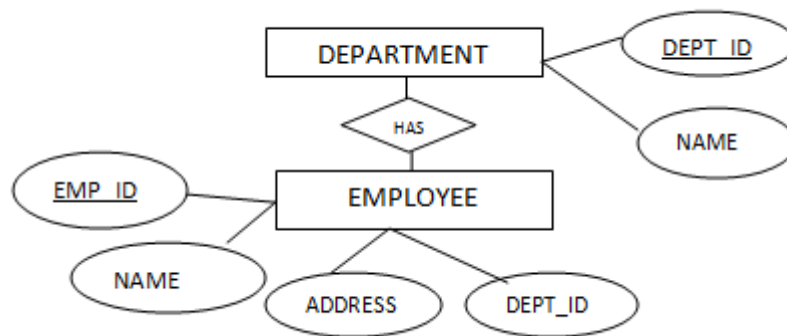 DEPARTMENT
DEPT_ID
HAS
NAME
EMP_ID
EMPLOYEE
NAME
ADDRESS
DEPT_ID